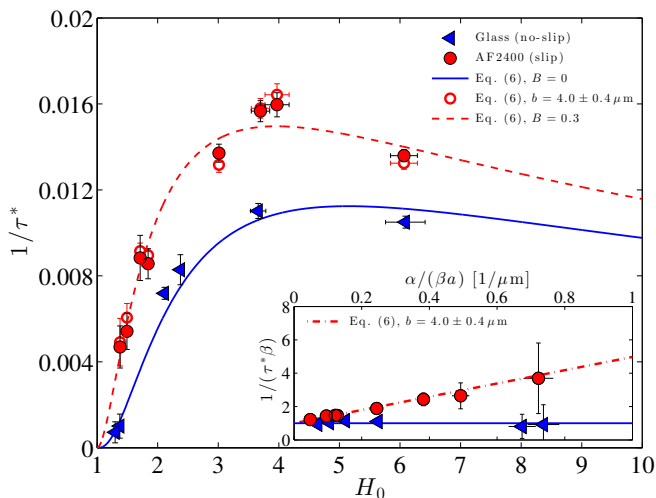 0.02
0.016
0.012
0.008
0.004
0
1/τ*
Glass (no-slip)
AF2400 (slip)
Eq. (6), B = 0
Eq. (6), b = 4.0 ± 0.4 μm
Eq. (6), B = 0.3
α/(βa) [1/μm]
0 0.2 0.4 0.6 0.8 1
Eq. (6), b = 4.0 ± 0.4 μm
8
6
4
2
0
1/(τ*β)
1 2 3 4 5 6 7 8 9 10
H₀